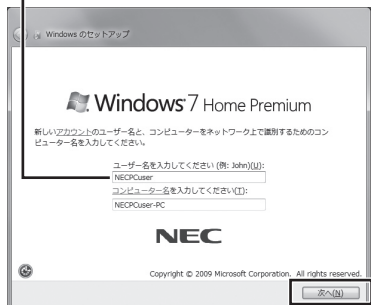 Windows のセットアップ
Windows 7 Home Premium
新しいアカウントのユーザー名と、コンピューターをネットワーク上で識別するためのコン
ピューター名を入力してください。
ユーザー名を入力してください (例: John)(U):
NECPCuser
コンピューター名を入力してください(T):
NECPCuser-PC
NEC
Copyright © 2009 Microsoft Corporation. All rights reserved.
次へ(N)